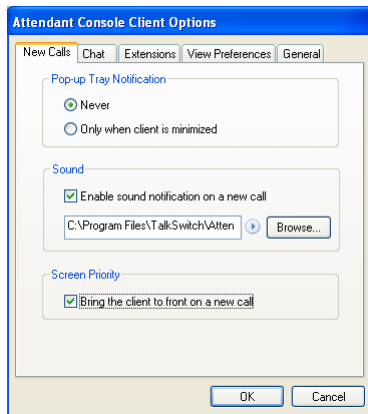 Attendant Console Client Options
New Calls Chat Extensions View Preferences General
Pop-up Tray Notification
Never
Only when client is minimized
Sound
Enable sound notification on a new call
C:\Program Files\TalkSwitch\Atten Browse...
Screen Priority
Bring the client to front on a new call
OK Cancel